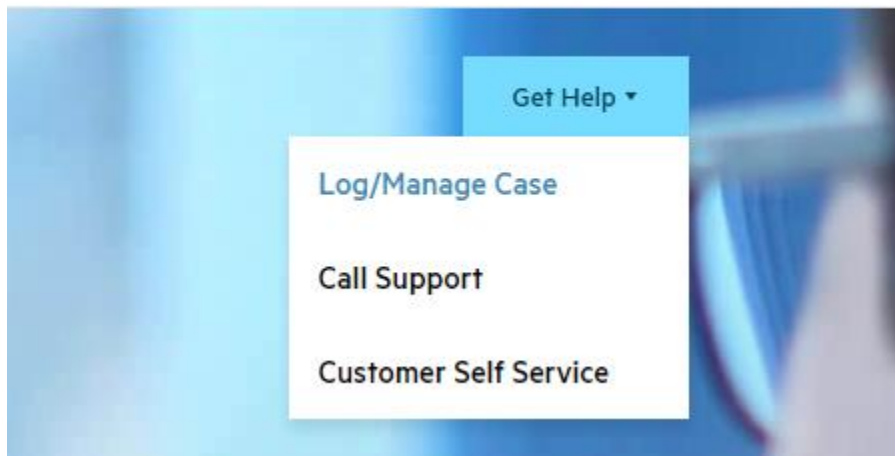 Get Help
Log/Manage Case
Call Support
Customer Self Service